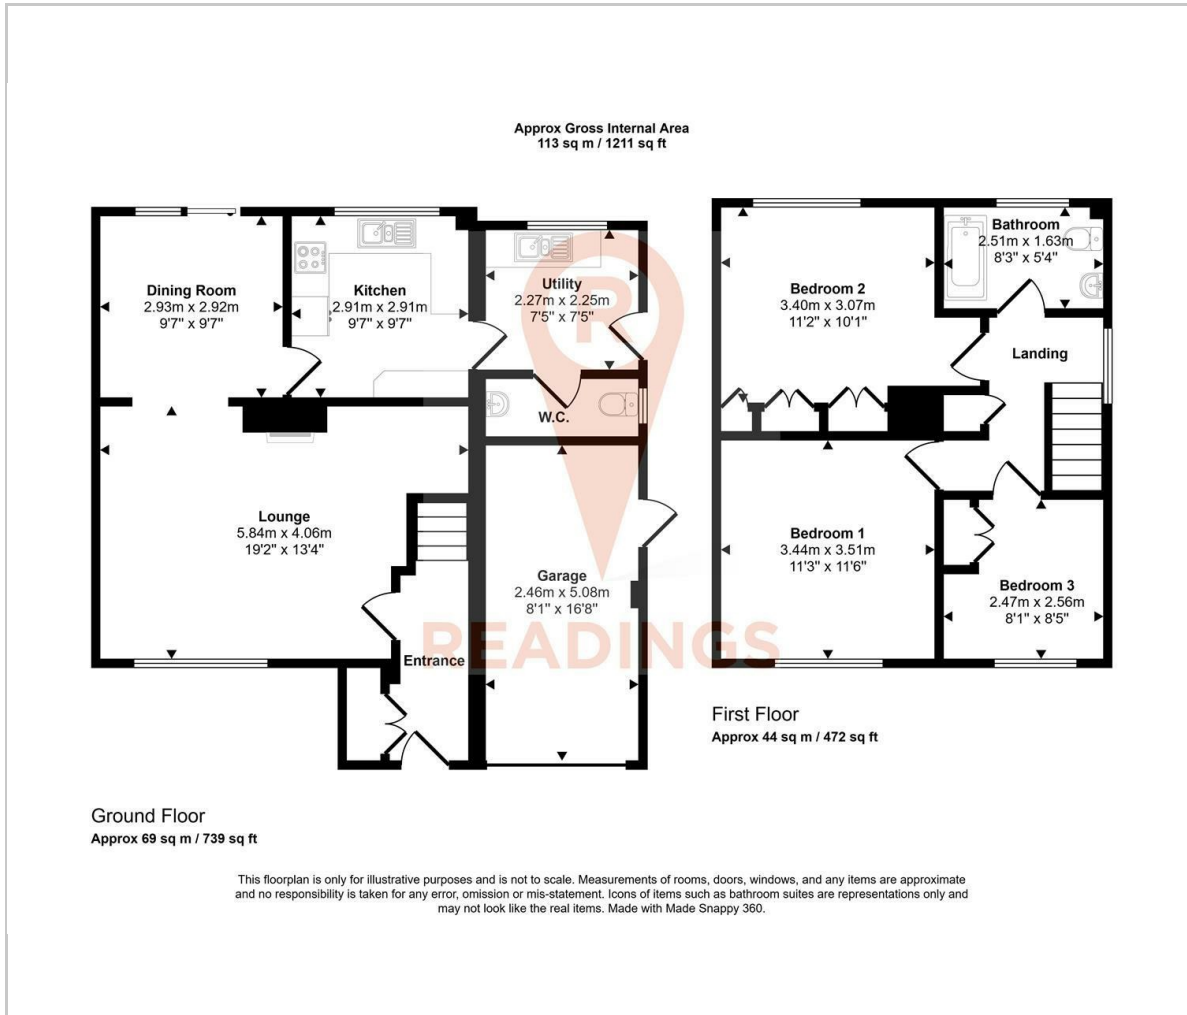 Approx Gross Internal Area
113 sq m / 1211 sq ft
Dining Room
2.93m x 2.92m
9'7" x 9'7"
Kitchen
2.91m x 2.91m
9'7" x 9'7"
Utility
2.27m x 2.25m
7'5" x 7'5"
W.C.
Lounge
5.84m x 4.06m
19'2" x 13'4"
Garage
2.46m x 5.08m
8'1" x 16'8"
Entrance
Bathroom
2.51m x 1.63m
8'3" x 5'4"
Bedroom 2
3.40m x 3.07m
11'2" x 10'1"
Landing
Bedroom 1
3.44m x 3.51m
11'3" x 11'6"
Bedroom 3
2.47m x 2.56m
8'1" x 8'5"
R
READINGS
First Floor
Approx 44 sq m / 472 sq ft
Ground Floor
Approx 69 sq m / 739 sq ft
This floorplan is only for illustrative purposes and is not to scale. Measurements of rooms, doors, windows, and any items are approximate
and no responsibility is taken for any error, omission or mis-statement. Icons of items such as bathroom suites are representations only and
may not look like the real items. Made with Made Snappy 360.